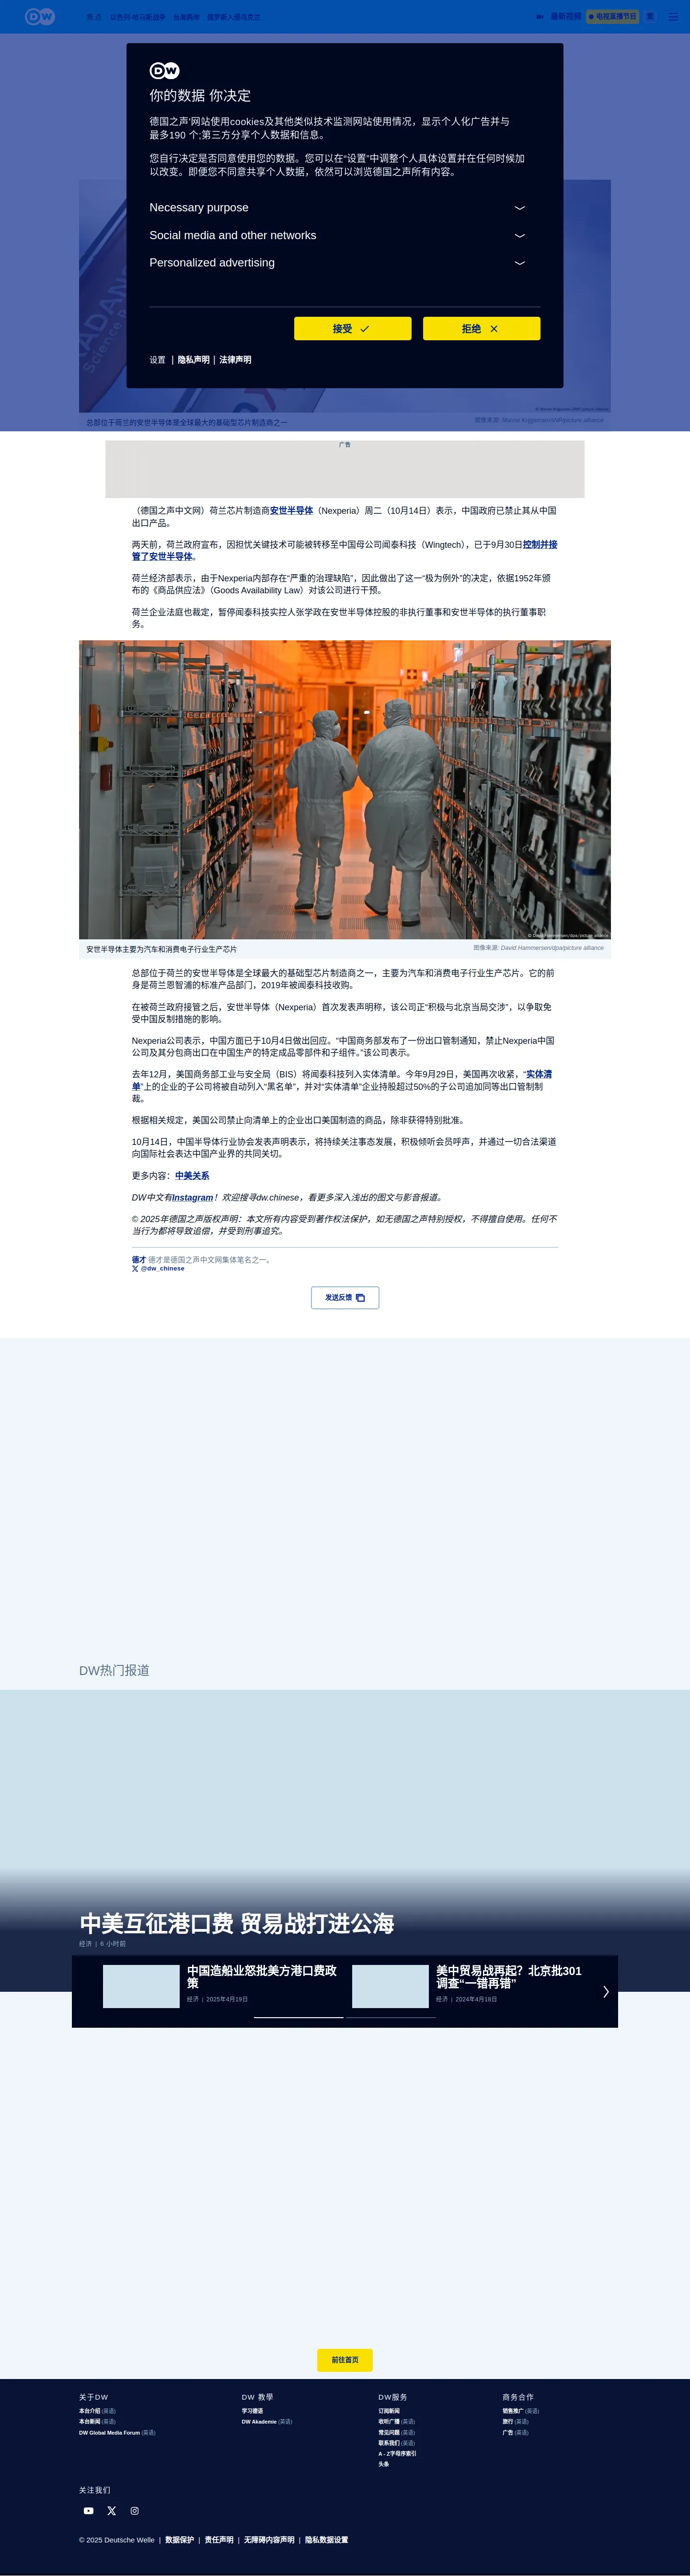 DW
焦点 以色列-哈马斯战争 台海两岸 俄罗斯入侵乌克兰
最新视频 电视直播节目 繁
DW
你的数据 你决定
德国之声‘网站使用cookies及其他类似技术监测网站使用情况，显示个人化广告并与
最多190 个;第三方分享个人数据和信息。
您自行决定是否同意使用您的数据。您可以在“设置”中调整个人具体设置并在任何时候加
以改变。即便您不同意共享个人数据，依然可以浏览德国之声所有内容。
Necessary purpose
Social media and other networks
Personalized advertising
接受
拒绝
设置 | 隐私声明 | 法律声明
总部位于荷兰的安世半导体是全球最大的基础型芯片制造商之一
广告
（德国之声中文网）荷兰芯片制造商安世半导体（Nexperia）周二（10月14日）表示，中国政府已禁止其从中国
出口产品。
两天前，荷兰政府宣布，因担忧关键技术可能被转移至中国母公司闻泰科技（Wingtech），已于9月30日控制并接
管了安世半导体。
荷兰经济部表示，由于Nexperia内部存在“严重的治理缺陷”，因此做出了这一“极为例外”的决定，依据1952年颁
布的《商品供应法》（Goods Availability Law）对该公司进行干预。
荷兰企业法庭也裁定，暂停闻泰科技实控人张学政在安世半导体控股的非执行董事和安世半导体的执行董事职
务。
© David Hammersen/dpa/picture alliance
安世半导体主要为汽车和消费电子行业生产芯片
图像来源: David Hammersen/dpa/picture alliance
总部位于荷兰的安世半导体是全球最大的基础型芯片制造商之一，主要为汽车和消费电子行业生产芯片。它的前
身是荷兰恩智浦的标准产品部门，2019年被闻泰科技收购。
在被荷兰政府接管之后，安世半导体（Nexperia）首次发表声明称，该公司正“积极与北京当局交涉”，以争取免
受中国反制措施的影响。
Nexperia公司表示，中国方面已于10月4日做出回应。“中国商务部发布了一份出口管制通知，禁止Nexperia中国
公司及其分包商出口在中国生产的特定成品零部件和子组件。”该公司表示。
去年12月，美国商务部工业与安全局（BIS）将闻泰科技列入实体清单。今年9月29日，美国再次收紧，“实体清
单”上的企业的子公司将被自动列入“黑名单”，并对“实体清单”企业持股超过50%的子公司追加同等出口管制制
裁。
根据相关规定，美国公司禁止向清单上的企业出口美国制造的商品，除非获得特别批准。
10月14日，中国半导体行业协会发表声明表示，将持续关注事态发展，积极倾听会员呼声，并通过一切合法渠道
向国际社会表达中国产业界的共同关切。
更多内容：中美关系
DW中文有Instagram！欢迎搜寻dw.chinese，看更多深入浅出的图文与影音报道。
© 2025年德国之声版权声明：本文所有内容受到著作权法保护，如无德国之声特别授权，不得擅自使用。任何不
当行为都将导致追偿，并受到刑事追究。
德才 德才是德国之声中文网集体笔名之一。
@dw_chinese
发送反馈
DW热门报道
中美互征港口费 贸易战打进公海
经济 | 6 小时前
中国造船业怒批美方港口费政
策
经济 | 2025年4月19日
美中贸易战再起？北京批301
调查“一错再错”
经济 | 2024年4月18日
前往首页
关于DW
本台介绍 (英语)
本台新闻 (英语)
DW Global Media Forum (英语)
DW 教學
学习德语
DW Akademie (英语)
DW服务
订阅新闻
收听广播 (英语)
常见问题 (英语)
联系我们 (英语)
A - Z字母序索引
头条
商务合作
销售推广 (英语)
旅行 (英语)
广告 (英语)
关注我们
© 2025 Deutsche Welle | 数据保护 | 责任声明 | 无障碍内容声明 | 隐私数据设置